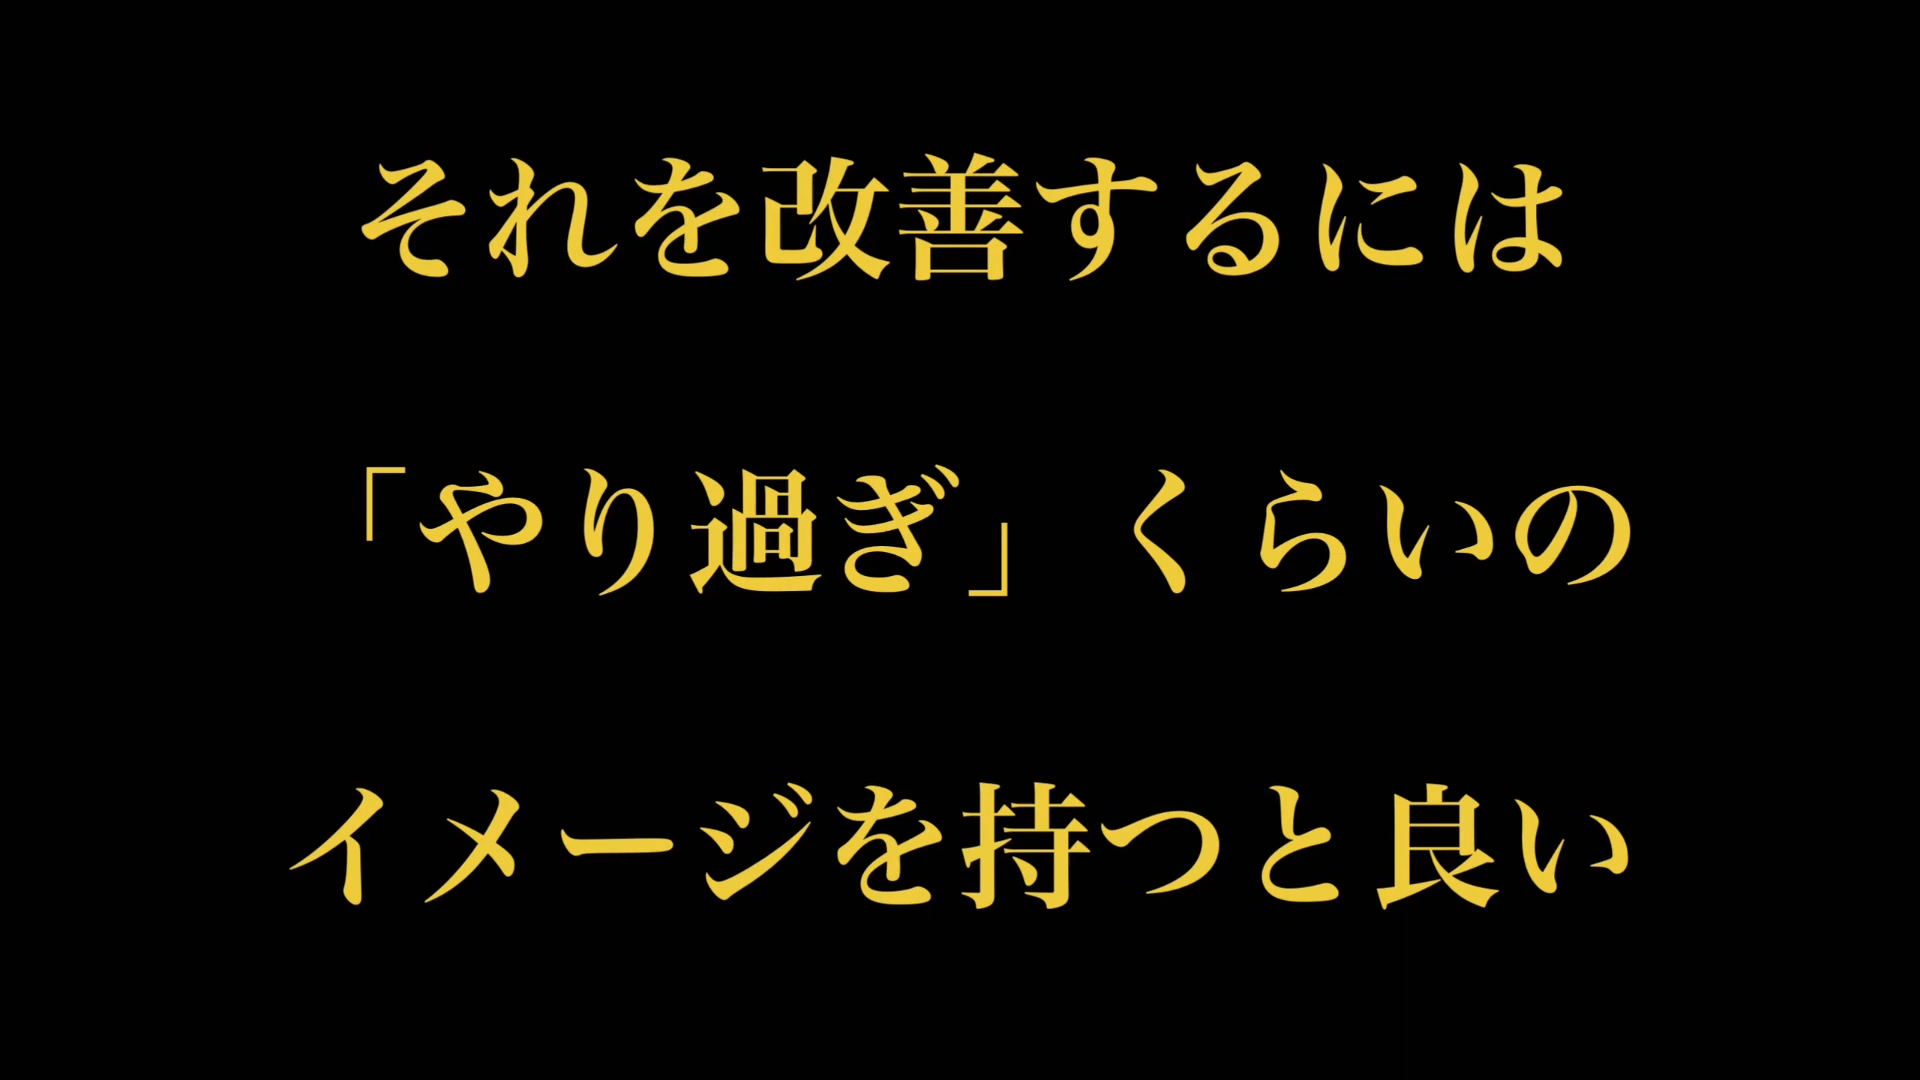 それを改善するには
「やり過ぎ」くらいの
イメージを持つと良い